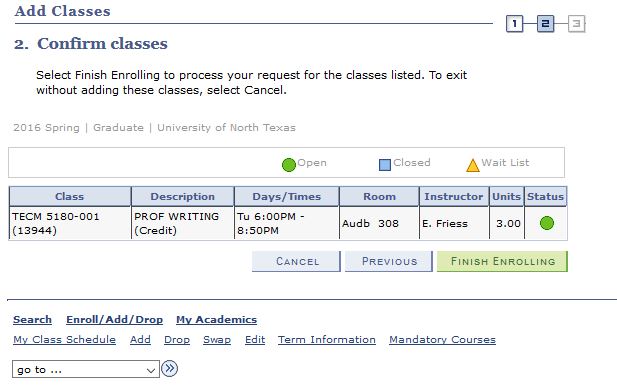 Add Classes
1 2 3
2. Confirm classes
Select Finish Enrolling to process your request for the classes listed. To exit
without adding these classes, select Cancel.
2016 Spring | Graduate | University of North Texas
Open Closed Wait List
Class Description Days/Times Room Instructor Units Status
TECM 5180-001 PROF WRITING Tu 6:00PM -
Audb 308 E. Friess 3.00
(13944) (Credit) 8:50PM
CANCEL PREVIOUS FINISH ENROLLING
Search Enroll/Add/Drop My Academics
My Class Schedule Add Drop Swap Edit Term Information Mandatory Courses
go to ...